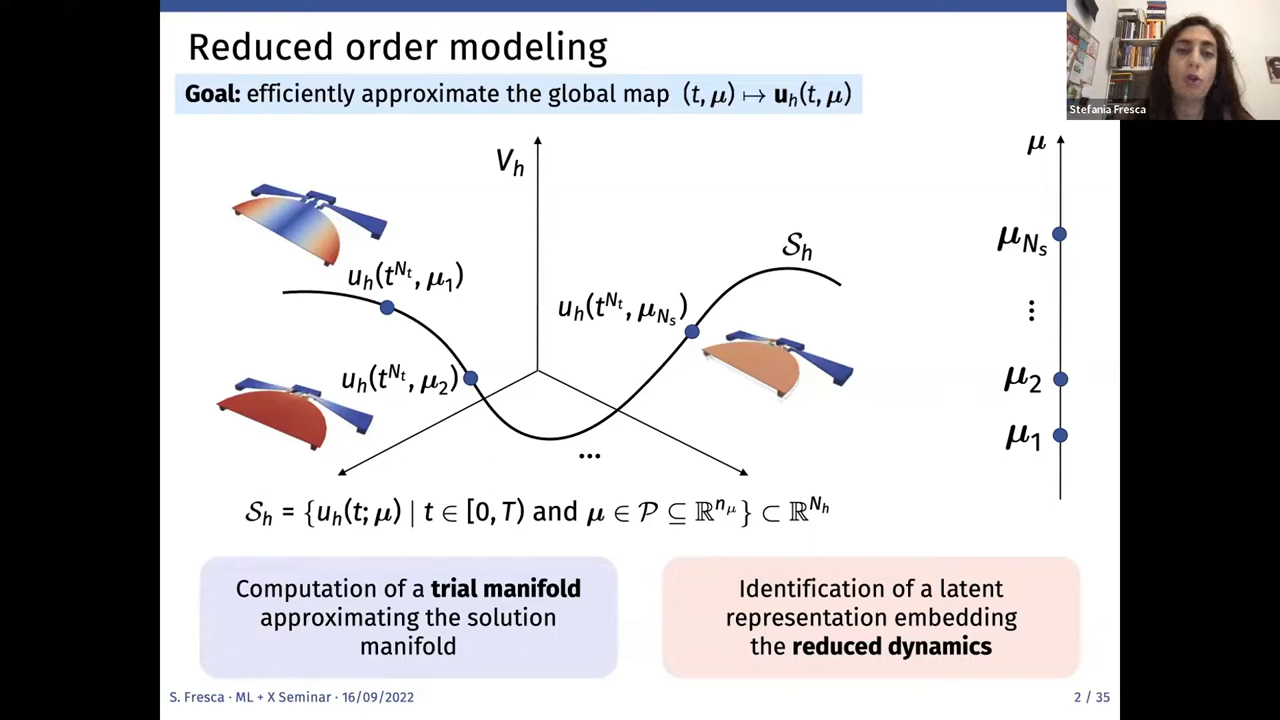 Reduced order modeling
Stefania Fresca
Goal: efficiently approximate the global map (t, μ) ↦ u_h(t, μ)
V_h
μ
S_h
μ_{N_s}
u_h(t^{N_t}, μ_1)
u_h(t^{N_t}, μ_{N_s})
⋮
u_h(t^{N_t}, μ_2)
μ_2
μ_1
...
S_h = {u_h(t; μ) | t ∈ [0, T) and μ ∈ P ⊆ ℝ^{n_μ}} ⊂ ℝ^{N_h}
Computation of a trial manifold
approximating the solution
manifold
Identification of a latent
representation embedding
the reduced dynamics
S. Fresca · ML + X Seminar · 16/09/2022
2 / 35